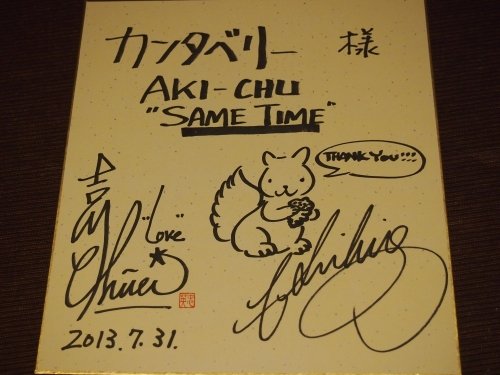 カンタベリー 様
AKI-CHU
"SAME TIME"
THANK YOU!!!
"Love"
2013.7.31.